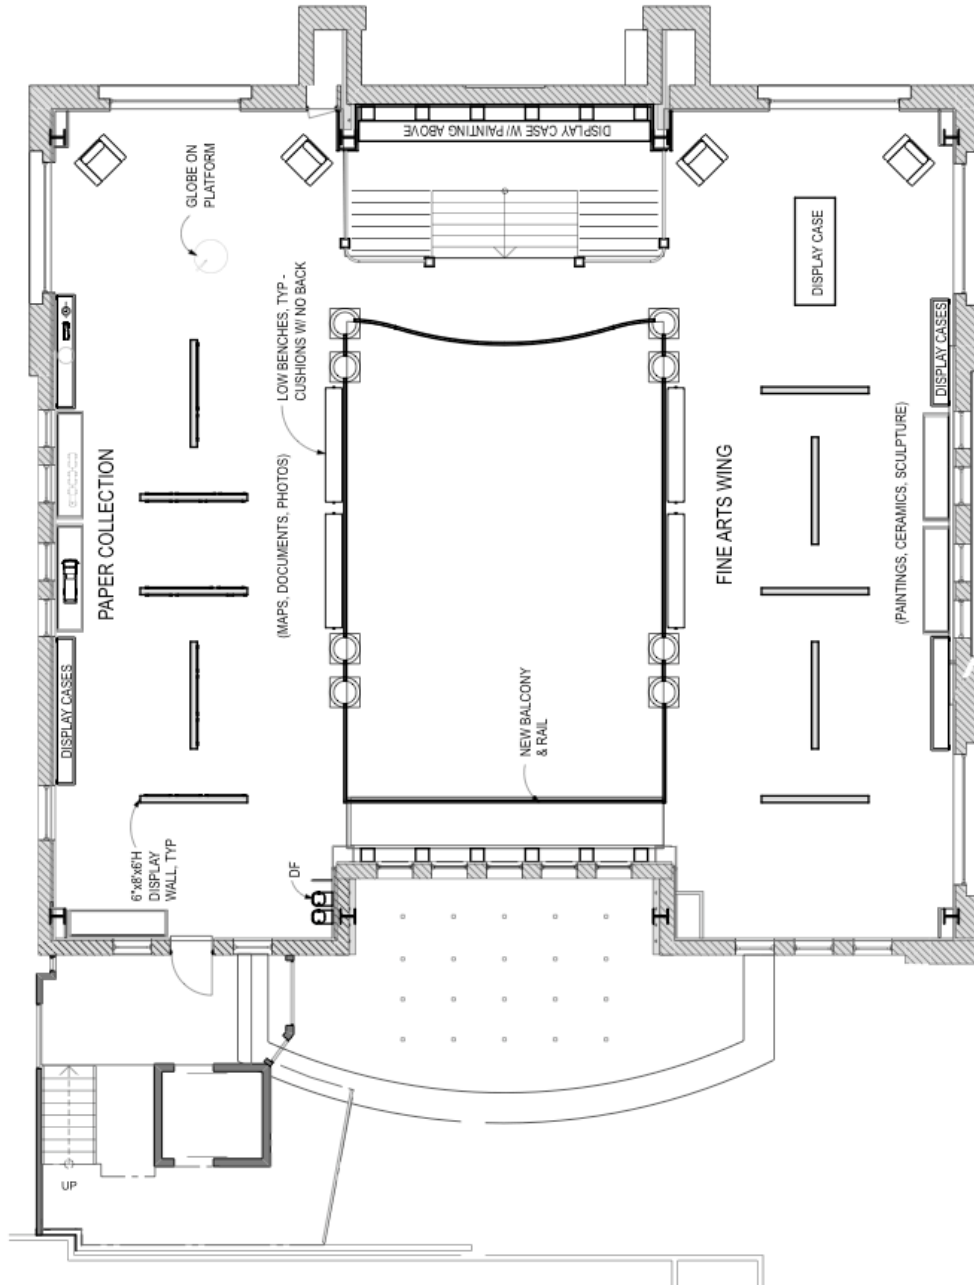 DISPLAY CASE W/ PAINTING ABOVE
GLOBE ON
PLATFORM
LOW BENCHES, TYP -
CUSHIONS W/ NO BACK
DISPLAY CASE
DISPLAY CASES
PAPER COLLECTION
(MAPS, DOCUMENTS, PHOTOS)
FINE ARTS WING
(PAINTINGS, CERAMICS, SCULPTURE)
DISPLAY CASES
NEW BALCONY
& RAIL
6"x8'x6'H
DISPLAY
WALL, TYP
DF
UP